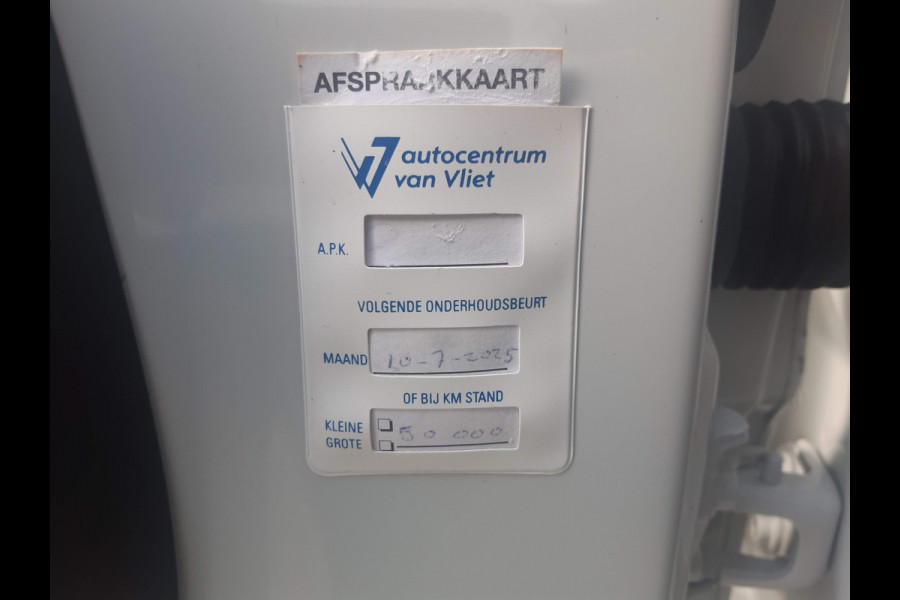 AFSPRAAKKAART
autocentrum
van Vliet
A.P.K.
VOLGENDE ONDERHOUDSBEURT
MAAND 10-7-2025
OF BIJ KM STAND
KLEINE
GROTE 50 000